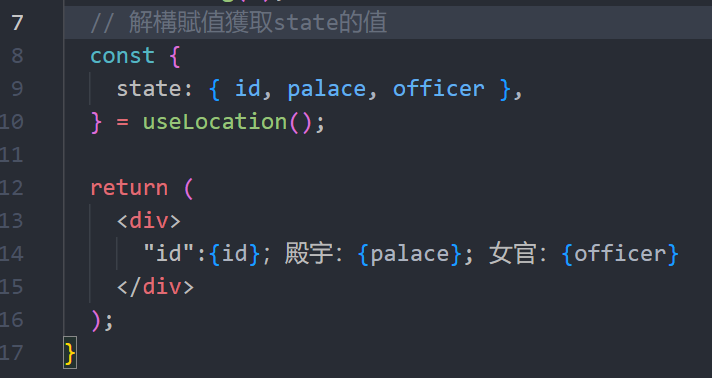 7 // 解構賦值獲取state的值
8 const {
9 state: { id, palace, officer },
10 } = useLocation();
11
12 return (
13 <div>
14 "id":{id}; 殿宇: {palace}; 女官: {officer}
15 </div>
16 );
17 }